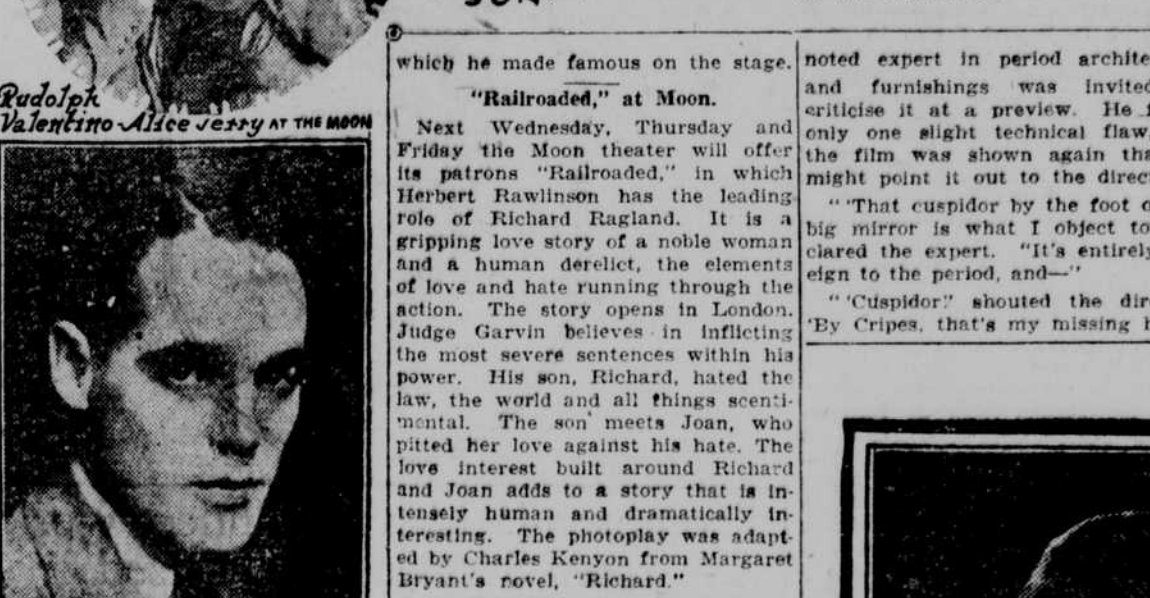 Rudolph
Valentino-Alice Terry AT THE MOON
which he made famous on the stage.
"Railroaded," at Moon.
Next Wednesday, Thursday and
Friday the Moon theater will offer
its patrons "Railroaded," in which
Herbert Rawlinson has the leading
role of Richard Ragland. It is a
gripping love story of a noble woman
and a human derelict, the elements
of love and hate running through the
action. The story opens in London.
Judge Garvin believes in inflicting
the most severe sentences within his
power. His son, Richard, hated the
law, the world and all things scenti-
mental. The son meets Joan, who
pitted her love against his hate. The
love interest built around Richard
and Joan adds to a story that is in-
tensely human and dramatically in-
teresting. The photoplay was adapt-
ed by Charles Kenyon from Margaret
Bryant's novel, "Richard."
noted expert in period archite
and furnishings was invited
criticise it at a preview. He
only one slight technical flaw
the film was shown again tha
might point it out to the direc
"'That cuspidor by the foot o
big mirror is what I object to
clared the expert. "It's entirely
eign to the period, and—"
"'Cuspidor?' shouted the dir
'By Cripes, that's my missing